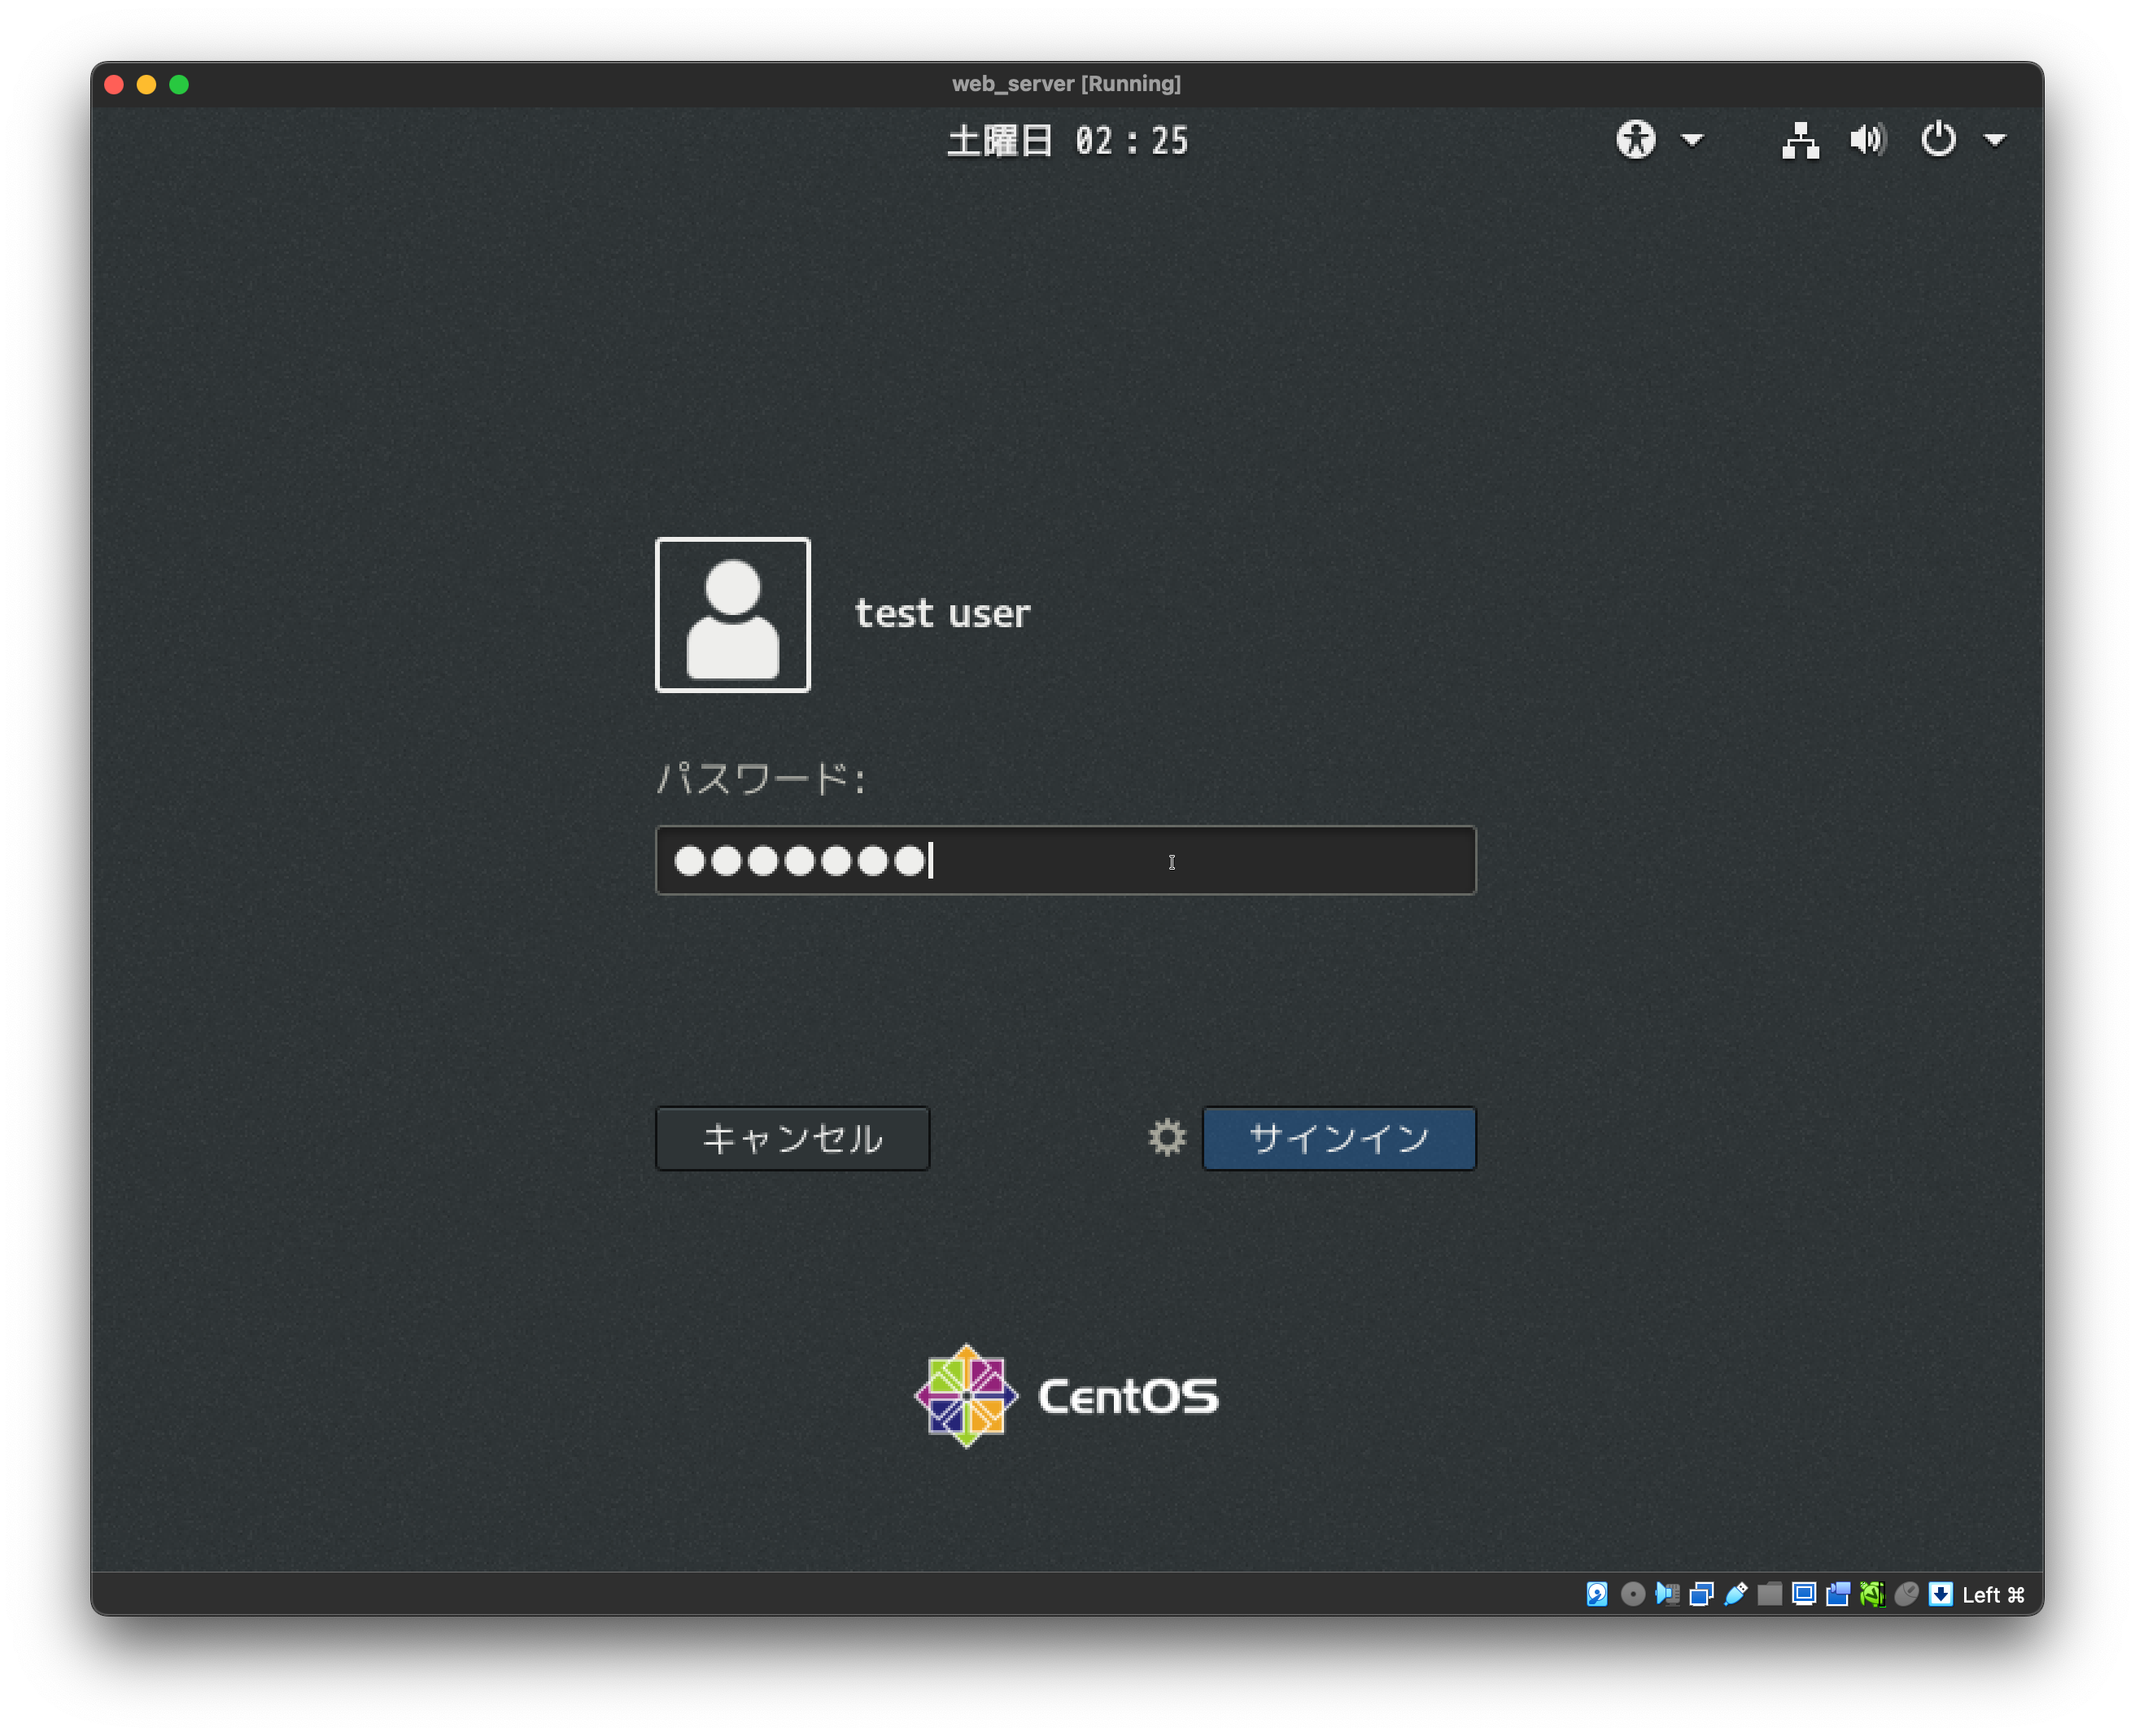 web_server [Running]
土曜日 02：25
test user
パスワード:
キャンセル
サインイン
CentOS
Left ⌘